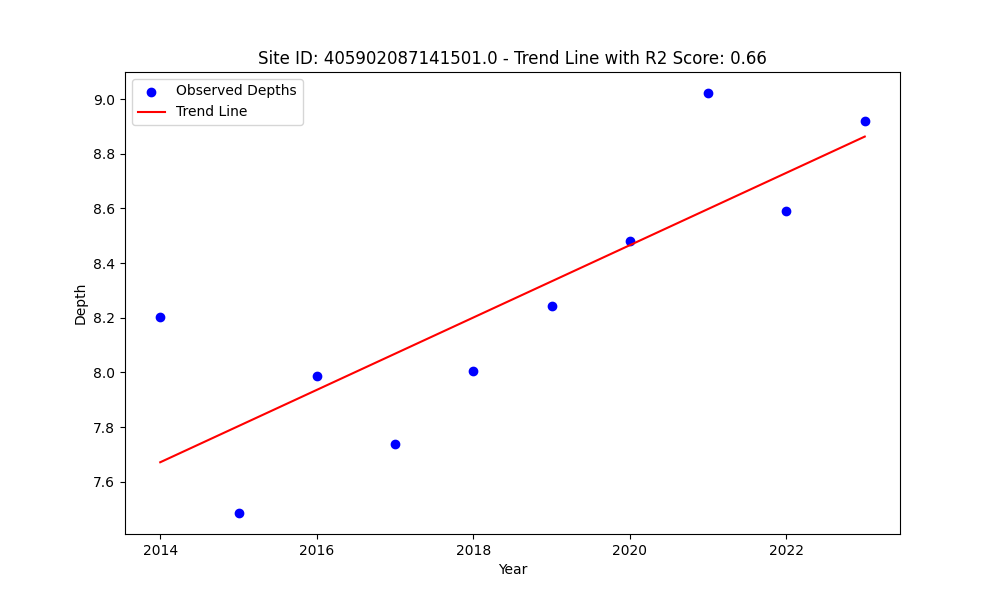 Site ID: 405902087141501.0 - Trend Line with R2 Score: 0.66
Observed Depths
Trend Line
9.0
8.8
8.6
8.4
8.2
8.0
7.8
7.6
Depth
2014
2016
2018
2020
2022
Year